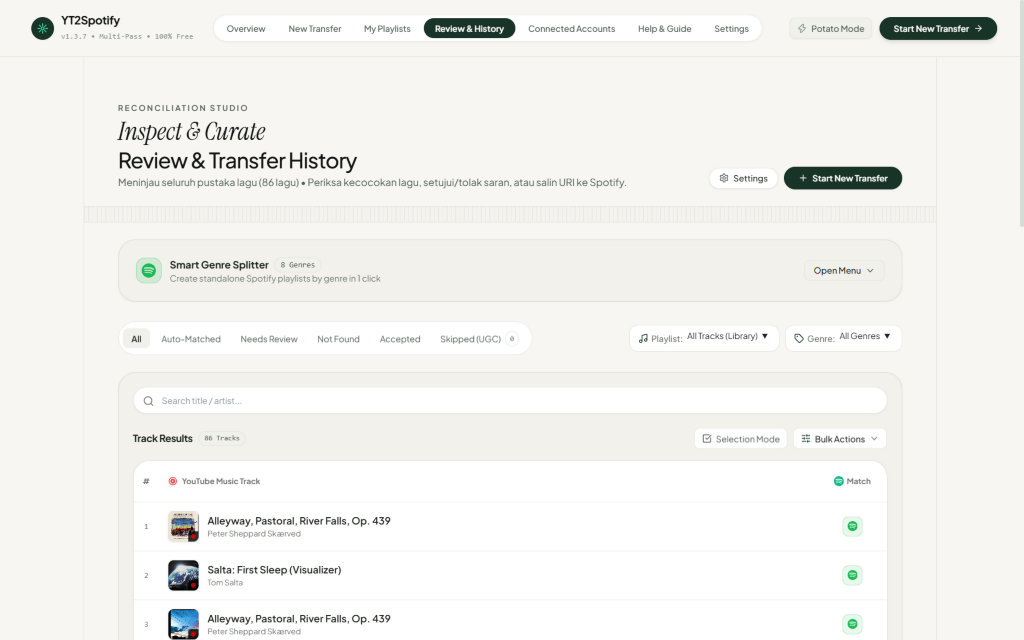 YT2Spotify
v1.3.7 • Multi-Pass • 100% Free
Overview
New Transfer
My Playlists
Review & History
Connected Accounts
Help & Guide
Settings
Potato Mode
Start New Transfer →
RECONCILIATION STUDIO
Inspect & Curate
Review & Transfer History
Meninjau seluruh pustaka lagu (86 lagu) • Periksa kecocokan lagu, setujui/tolak saran, atau salin URI ke Spotify.
Settings
+ Start New Transfer
Smart Genre Splitter 8 Genres
Create standalone Spotify playlists by genre in 1 click
Open Menu
All
Auto-Matched
Needs Review
Not Found
Accepted
Skipped (UGC) 0
Playlist: All Tracks (Library) ▼
Genre: All Genres ▼
Search title / artist...
Track Results 86 Tracks
Selection Mode
Bulk Actions
# YouTube Music Track Match
1 Alleyway, Pastoral, River Falls, Op. 439
Peter Sheppard Skærved
2 Salta: First Sleep (Visualizer)
Tom Salta
3 Alleyway, Pastoral, River Falls, Op. 439
Peter Sheppard Skærved